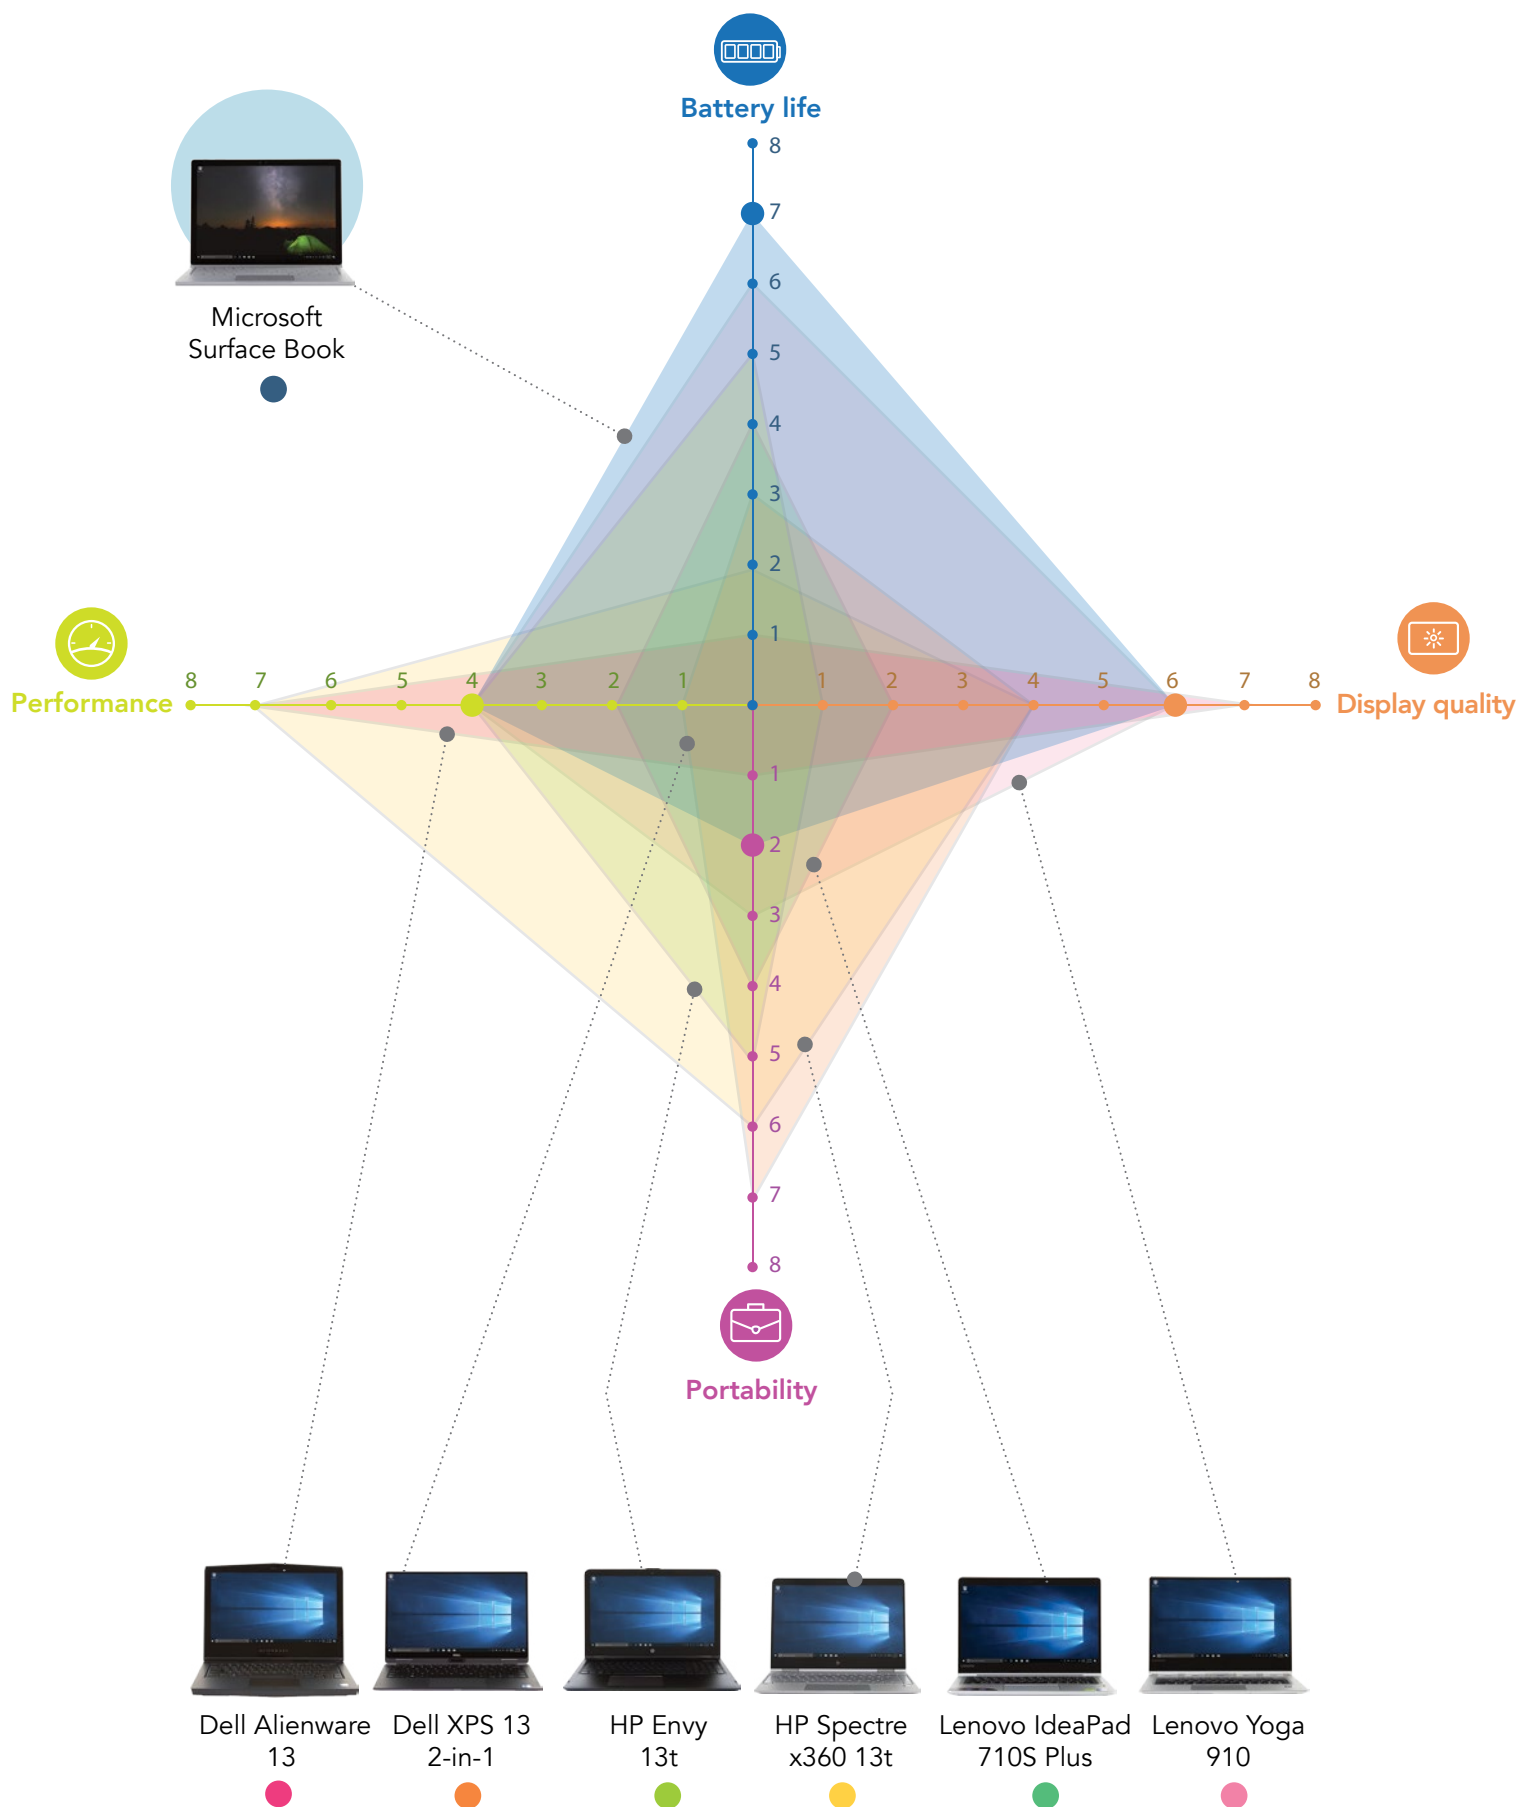 Battery life
8
7
6
5
4
3
2
1
Microsoft
Surface Book
Performance
8 7 6 5 4 3 2 1
1 2 3 4 5 6 7 8
Display quality
1
2
3
4
5
6
7
8
Portability
Dell Alienware
13
Dell XPS 13
2-in-1
HP Envy
13t
HP Spectre
x360 13t
Lenovo IdeaPad
710S Plus
Lenovo Yoga
910